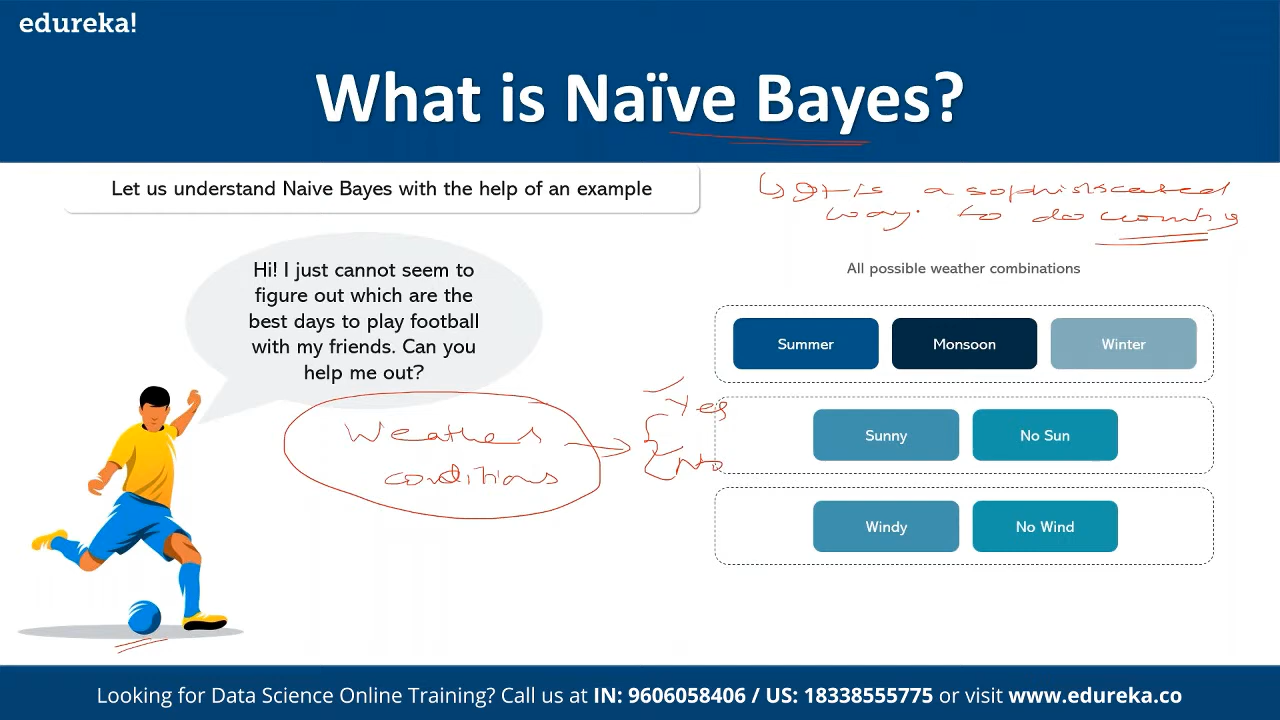 edureka!
What is Naïve Bayes?
Let us understand Naive Bayes with the help of an example
↳ It is a sophisticated
way. to do counting
Hi! I just cannot seem to
figure out which are the
best days to play football
with my friends. Can you
help me out?
Weather
conditions
Yes
No
All possible weather combinations
Summer Monsoon Winter
Sunny No Sun
Windy No Wind
Looking for Data Science Online Training? Call us at IN: 9606058406 / US: 18338555775 or visit www.edureka.co